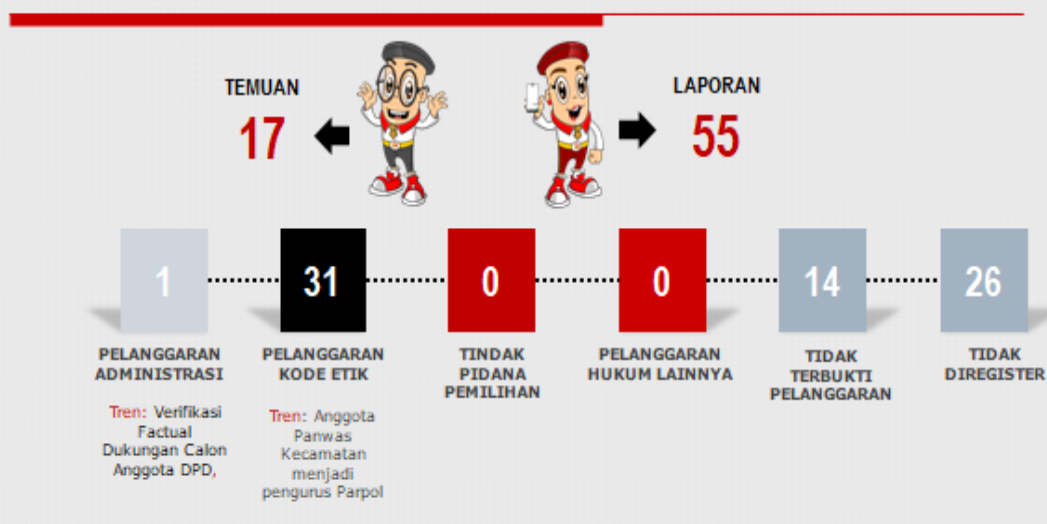 TEMUAN
17
LAPORAN
55
1
31
0
0
14
26
PELANGGARAN
ADMINISTRASI
Tren: Verifikasi
Factual
Dukungan Calon
Anggota DPD,
PELANGGARAN
KODE ETIK
Tren: Anggota
Panwas
Kecamatan
menjadi
pengurus Parpol
TINDAK
PIDANA
PEMILIHAN
PELANGGARAN
HUKUM LAINNYA
TIDAK
TERBUKTI
PELANGGARAN
TIDAK
DIREGISTER